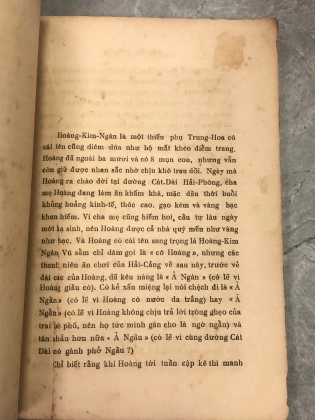 Hoàng-Kim-Ngân là một thiếu phụ Trung-Hoa có
cái tên cũng diêm dúa như bộ mắt khéo điểm trang.
Hoàng đã ngoài ba mươi và có 8 mụn con, nhưng vẫn
còn giữ được nhan sắc nhờ chịu khó trau dồi. Ngày mà
Hoàng ra chào đời tại đường Cát-Dài Hải-Phòng, cha
mẹ Hoàng đang làm ăn khấm khá, mặc dầu thời buổi
khủng hoảng kinh-tế, thóc cao, gạo kém và vàng bạc
khan hiếm. Vì cha mẹ cũng hiếm hoi, cầu tự lâu ngày
mới hạ sinh, nên Hoàng được cả nhà quý mến như vàng
như bạc. Và Hoàng có cái tên sang trọng là Hoàng-Kim
Ngân Vú sẩm chỉ dám gọi là « cô Hoàng », nhưng các
thanh niên ăn chơi của Hải-Cảng về sau này, trước vẻ
đài các của Hoàng, đã kêu nàng là « Á Ngân » (có lẽ vì
Hoàng giầu có). Có kẻ xấu miệng lại nói chệch đi là « Á
Ngần » (có lẽ vì Hoàng có nước da trắng) hay « Á
Ngẩn » (có lẽ vì Hoàng không chịu trả lời tròng ghẹo của
trai bê phố, nên họ tức mình gán cho là ngớ ngẩn) và
tàn nhẫn hơn nữa « Á Ngầu » (có lẽ vì cùng đường Cát
Dài có gánh phở Ngầu ?)
Chỉ biết rằng khi Hoàng tới tuần cập kê thì manh